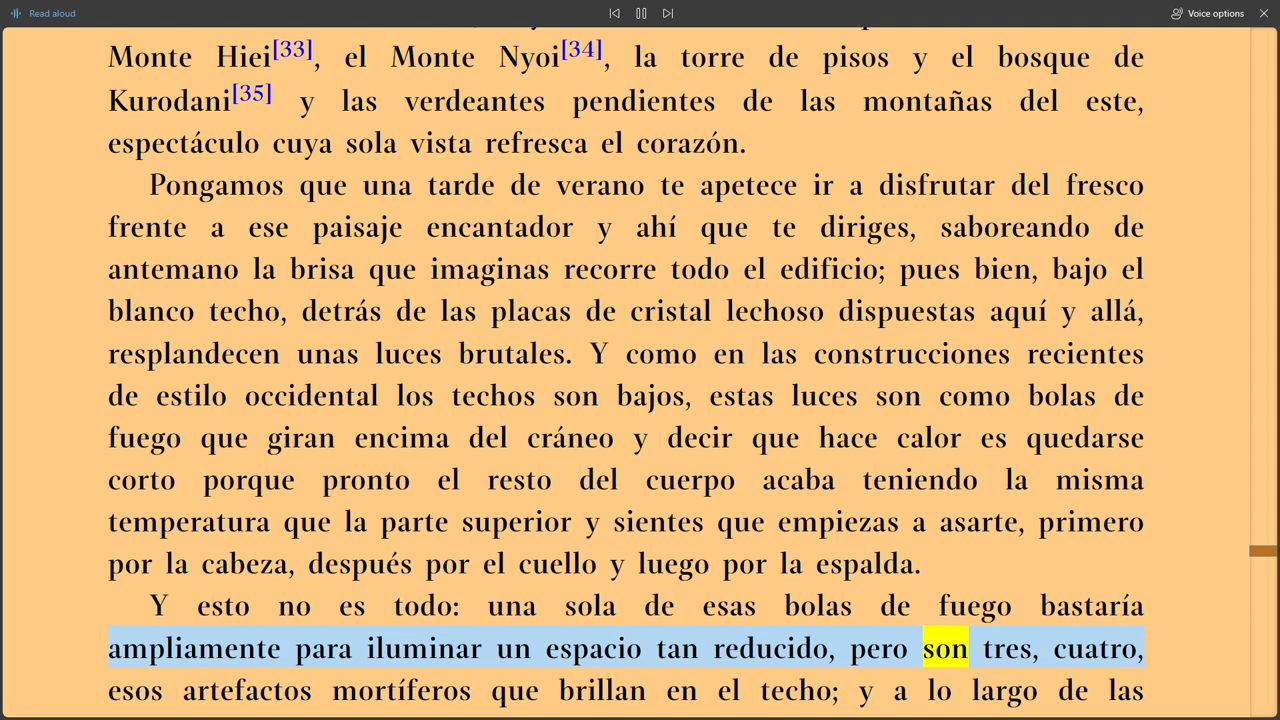 Read aloud
Voice options
Monte Hiei[33], el Monte Nyoi[34], la torre de pisos y el bosque de
Kurodani[35] y las verdeantes pendientes de las montañas del este,
espectáculo cuya sola vista refresca el corazón.
Pongamos que una tarde de verano te apetece ir a disfrutar del fresco
frente a ese paisaje encantador y ahí que te diriges, saboreando de
antemano la brisa que imaginas recorre todo el edificio; pues bien, bajo el
blanco techo, detrás de las placas de cristal lechoso dispuestas aquí y allá,
resplandecen unas luces brutales. Y como en las construcciones recientes
de estilo occidental los techos son bajos, estas luces son como bolas de
fuego que giran encima del cráneo y decir que hace calor es quedarse
corto porque pronto el resto del cuerpo acaba teniendo la misma
temperatura que la parte superior y sientes que empiezas a asarte, primero
por la cabeza, después por el cuello y luego por la espalda.
Y esto no es todo: una sola de esas bolas de fuego bastaría
ampliamente para iluminar un espacio tan reducido, pero son tres, cuatro,
esos artefactos mortíferos que brillan en el techo; y a lo largo de las